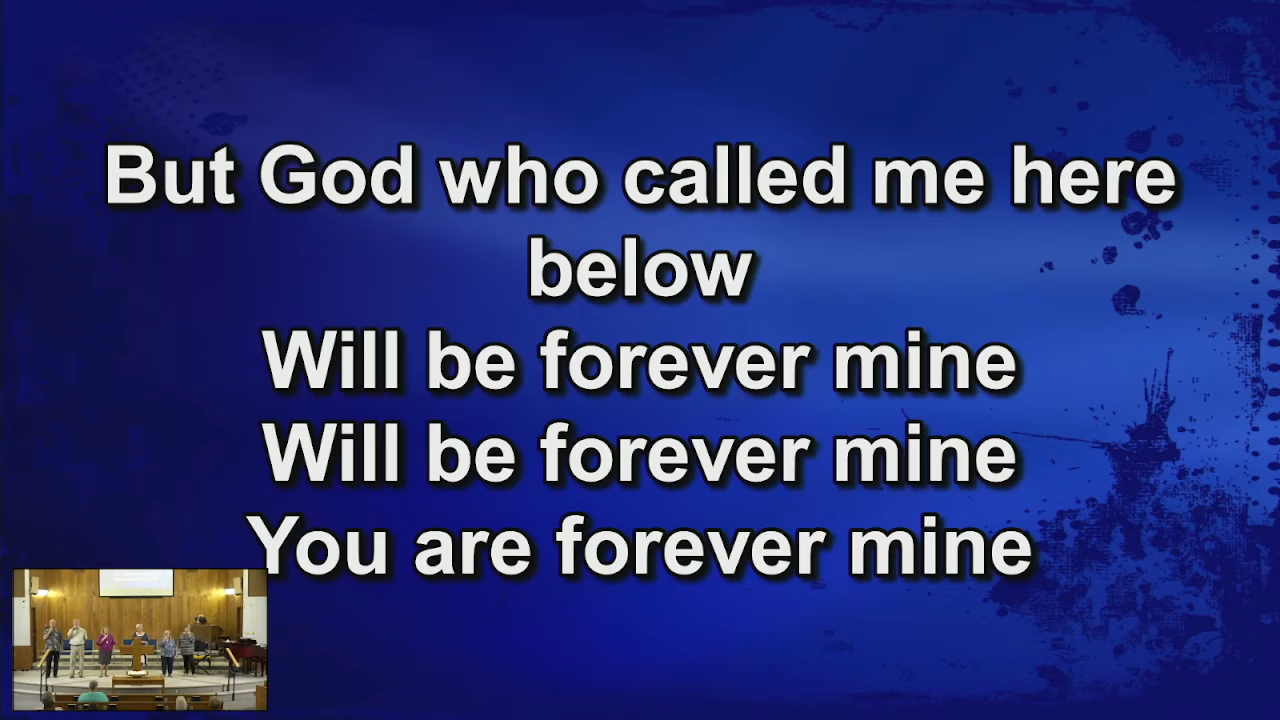 But God who called me here
below
Will be forever mine
Will be forever mine
You are forever mine